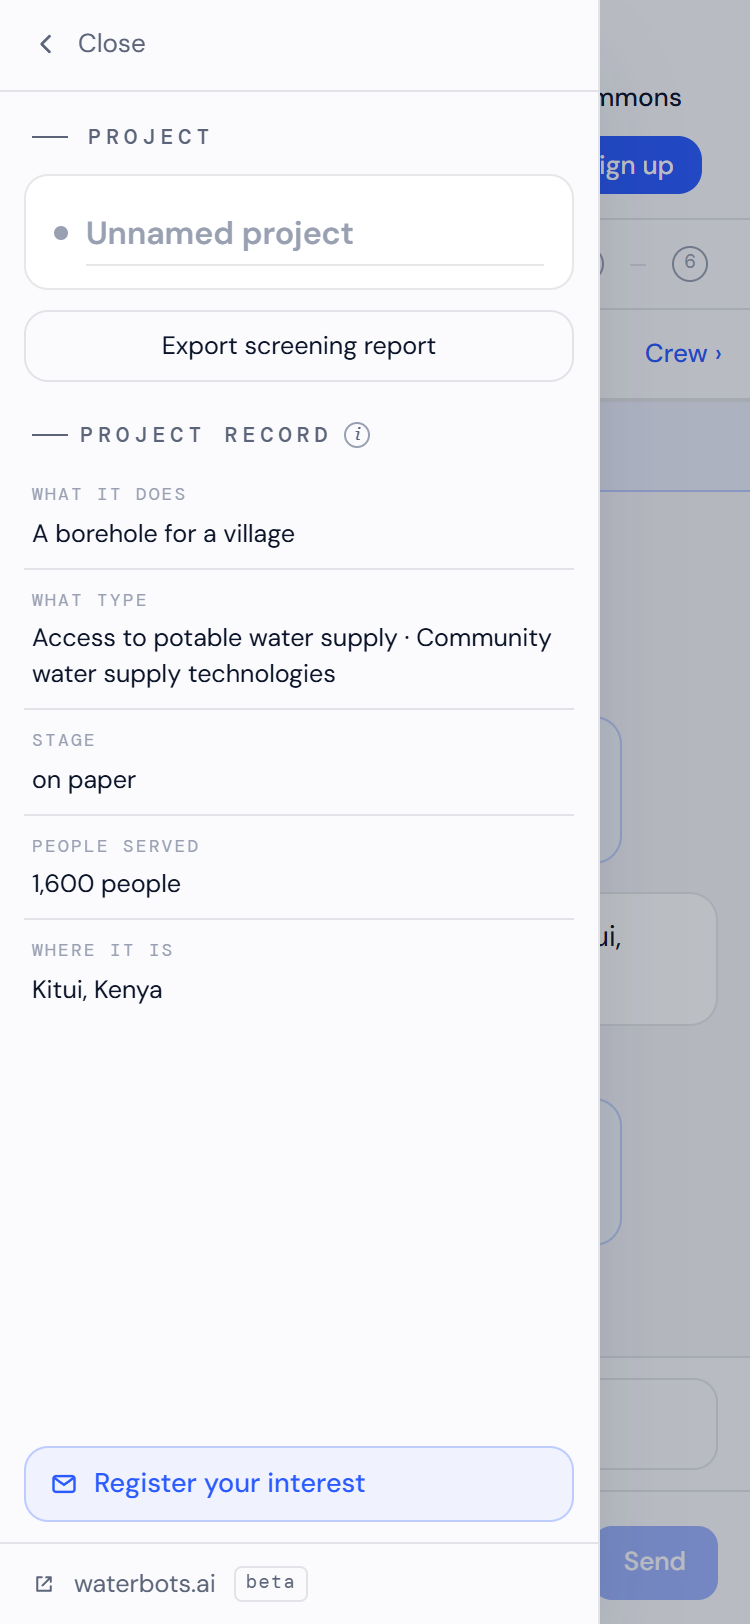 Close
mmons
PROJECT
ign up
Unnamed project
6
Export screening report
Crew ›
PROJECT RECORD i
WHAT IT DOES
A borehole for a village
WHAT TYPE
Access to potable water supply · Community
water supply technologies
STAGE
on paper
PEOPLE SERVED
1,600 people
ui,
WHERE IT IS
Kitui, Kenya
Register your interest
Send
waterbots.ai beta